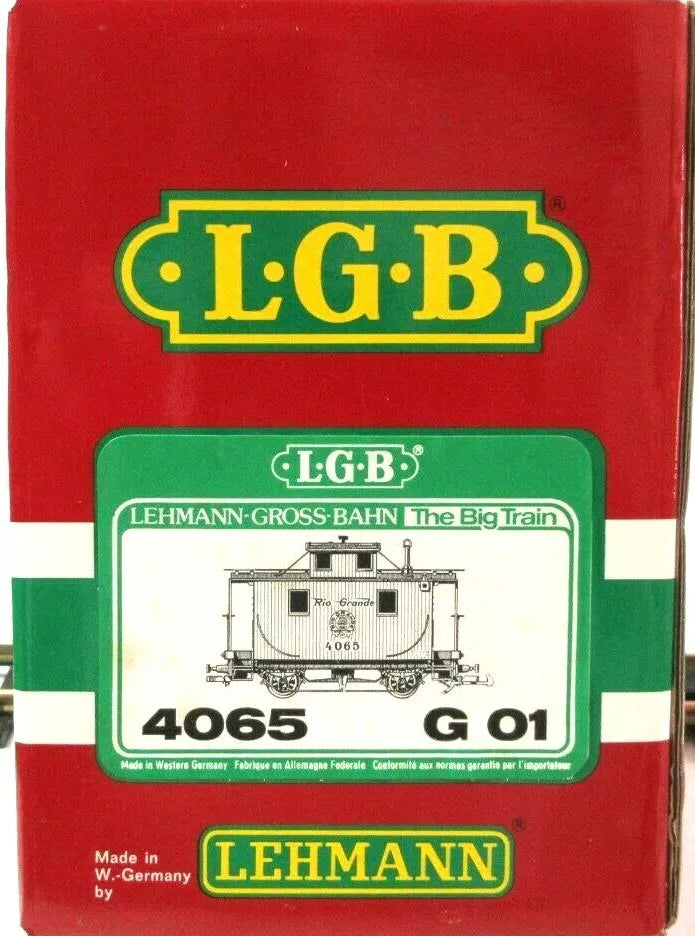 L·G·B ®
L·G·B ®
LEHMANN-GROSS-BAHN The Big Train
Rio Grande
4065
4065 G 01
Made in Western Germany Fabrique en Allemagne Federale Conformité aux normes garantie par l'importateur
Made in
W.-Germany
by
LEHMANN ®